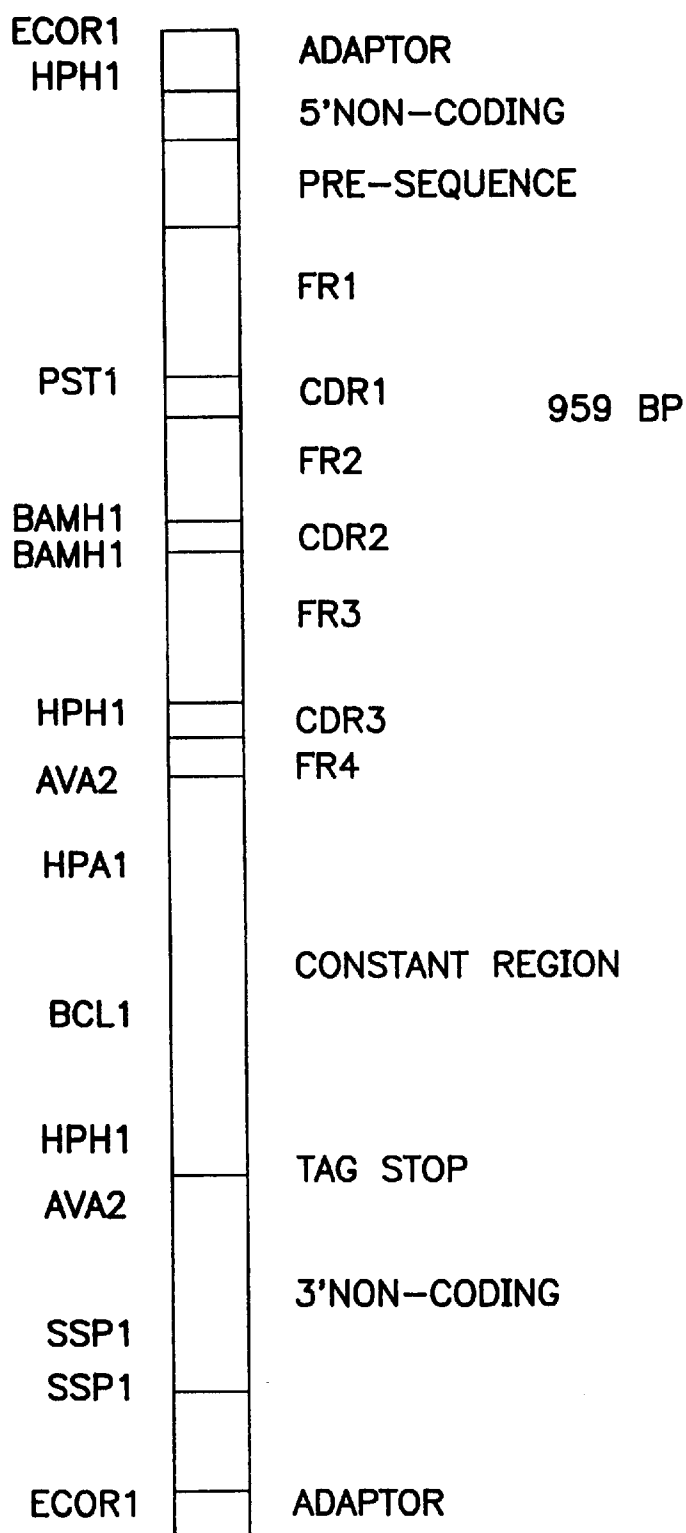 ECOR1
ADAPTOR
HPH1
5'NON-CODING
PRE-SEQUENCE
FR1
PST1
CDR1
959 BP
FR2
BAMH1
CDR2
BAMH1
FR3
HPH1
CDR3
FR4
AVA2
HPA1
CONSTANT REGION
BCL1
HPH1
TAG STOP
AVA2
3'NON-CODING
SSP1
SSP1
ECOR1
ADAPTOR